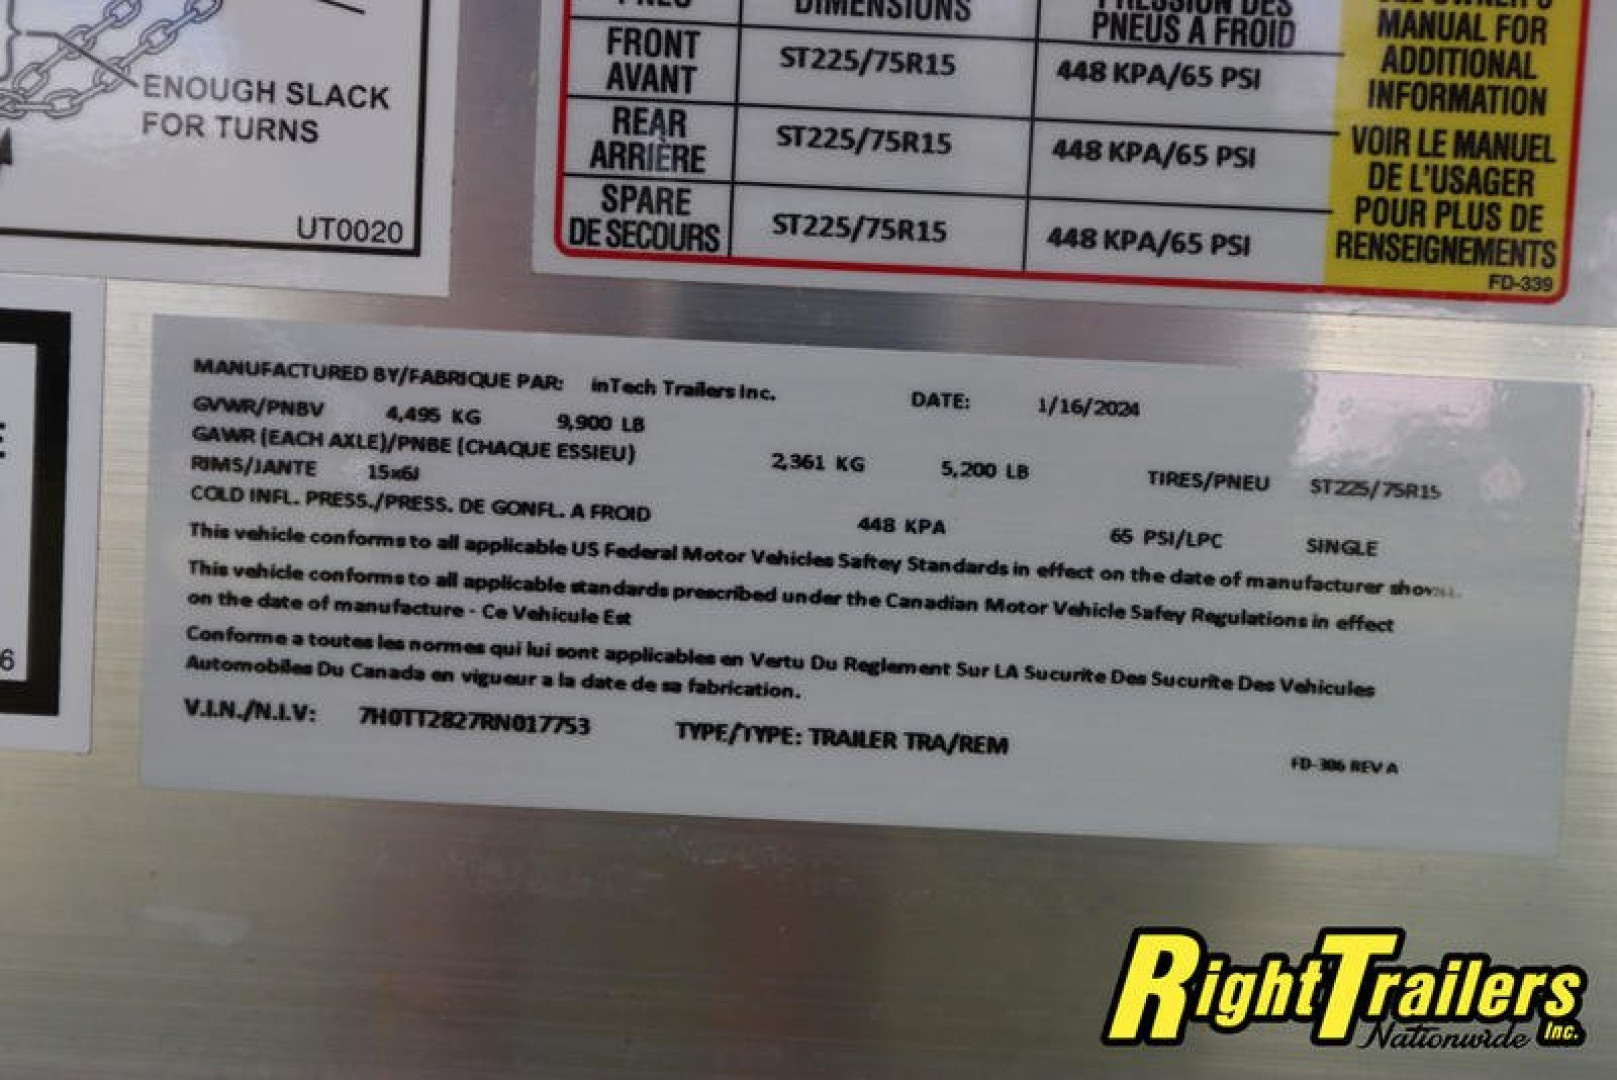 ENOUGH SLACK
FOR TURNS
UT0020
DIMENSIONS
PNEUS A FROID
MANUAL FOR
ADDITIONAL
INFORMATION
VOIR LE MANUEL
DE L'USAGER
POUR PLUS DE
RENSEIGNEMENTS
FD-339
FRONT
AVANT
ST225/75R15
448 KPA/65 PSI
REAR
ARRIÈRE
ST225/75R15
448 KPA/65 PSI
SPARE
DE SECOURS
ST225/75R15
448 KPA/65 PSI
6
MANUFACTURED BY/FABRIQUE PAR: inTech Trailers Inc. DATE: 1/16/2024
GVWR/PNBV 4,495 KG 9,900 LB
GAWR (EACH AXLE)/PNBE (CHAQUE ESSIEU) 2,361 KG 5,200 LB TIRES/PNEU ST225/75R15
RIMS/JANTE 15x6J
COLD INFL. PRESS./PRESS. DE GONFL. A FROID 448 KPA 65 PSI/LPC SINGLE
This vehicle conforms to all applicable US Federal Motor Vehicles Saftey Standards in effect on the date of manufacturer
This vehicle conforms to all applicable standards prescribed under the Canadian Motor Vehicle Safey Regulations in effect
on the date of manufacture - Ce Vehicule Est
Conforme a toutes les normes qui lui sont applicables en Vertu Du Reglement Sur LA Sucurite Des Sucurite Des Vehicules
Automobiles Du Canada en vigueur a la date de sa fabrication.
V.I.N./N.I.V: 7H0TT2827RN017753 TYPE/TYPE: TRAILER TRA/REM
FD-386 REV A
RightTrailers
Nationwide Inc.